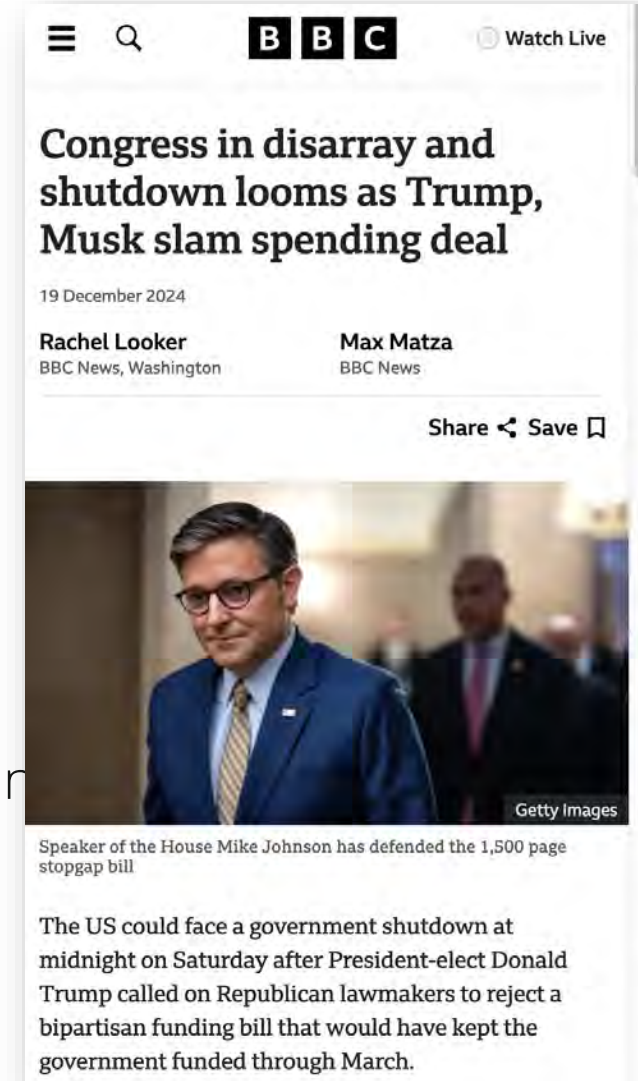 BBC
Watch Live
Congress in disarray and
shutdown looms as Trump,
Musk slam spending deal
19 December 2024
Rachel Looker
BBC News, Washington
Max Matza
BBC News
Share Save
Getty Images
Speaker of the House Mike Johnson has defended the 1,500 page
stopgap bill
The US could face a government shutdown at
midnight on Saturday after President-elect Donald
Trump called on Republican lawmakers to reject a
bipartisan funding bill that would have kept the
government funded through March.